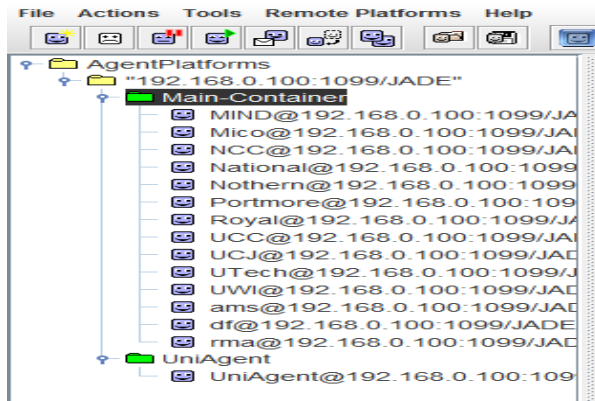 File Actions Tools Remote Platforms Help
AgentPlatforms
"192.168.0.100:1099/JADE"
Main-Container
MIND@192.168.0.100:1099/JA
Mico@192.168.0.100:1099/JAI
NCC@192.168.0.100:1099/JAI
National@192.168.0.100:1099
Nothern@192.168.0.100:1099
Portmore@192.168.0.100:109
Royal@192.168.0.100:1099/JA
UCC@192.168.0.100:1099/JAI
UCJ@192.168.0.100:1099/JAI
UTech@192.168.0.100:1099/J
UWI@192.168.0.100:1099/JAD
ams@192.168.0.100:1099/JAD
df@192.168.0.100:1099/JADE
rma@192.168.0.100:1099/JAD
UniAgent
UniAgent@192.168.0.100:109